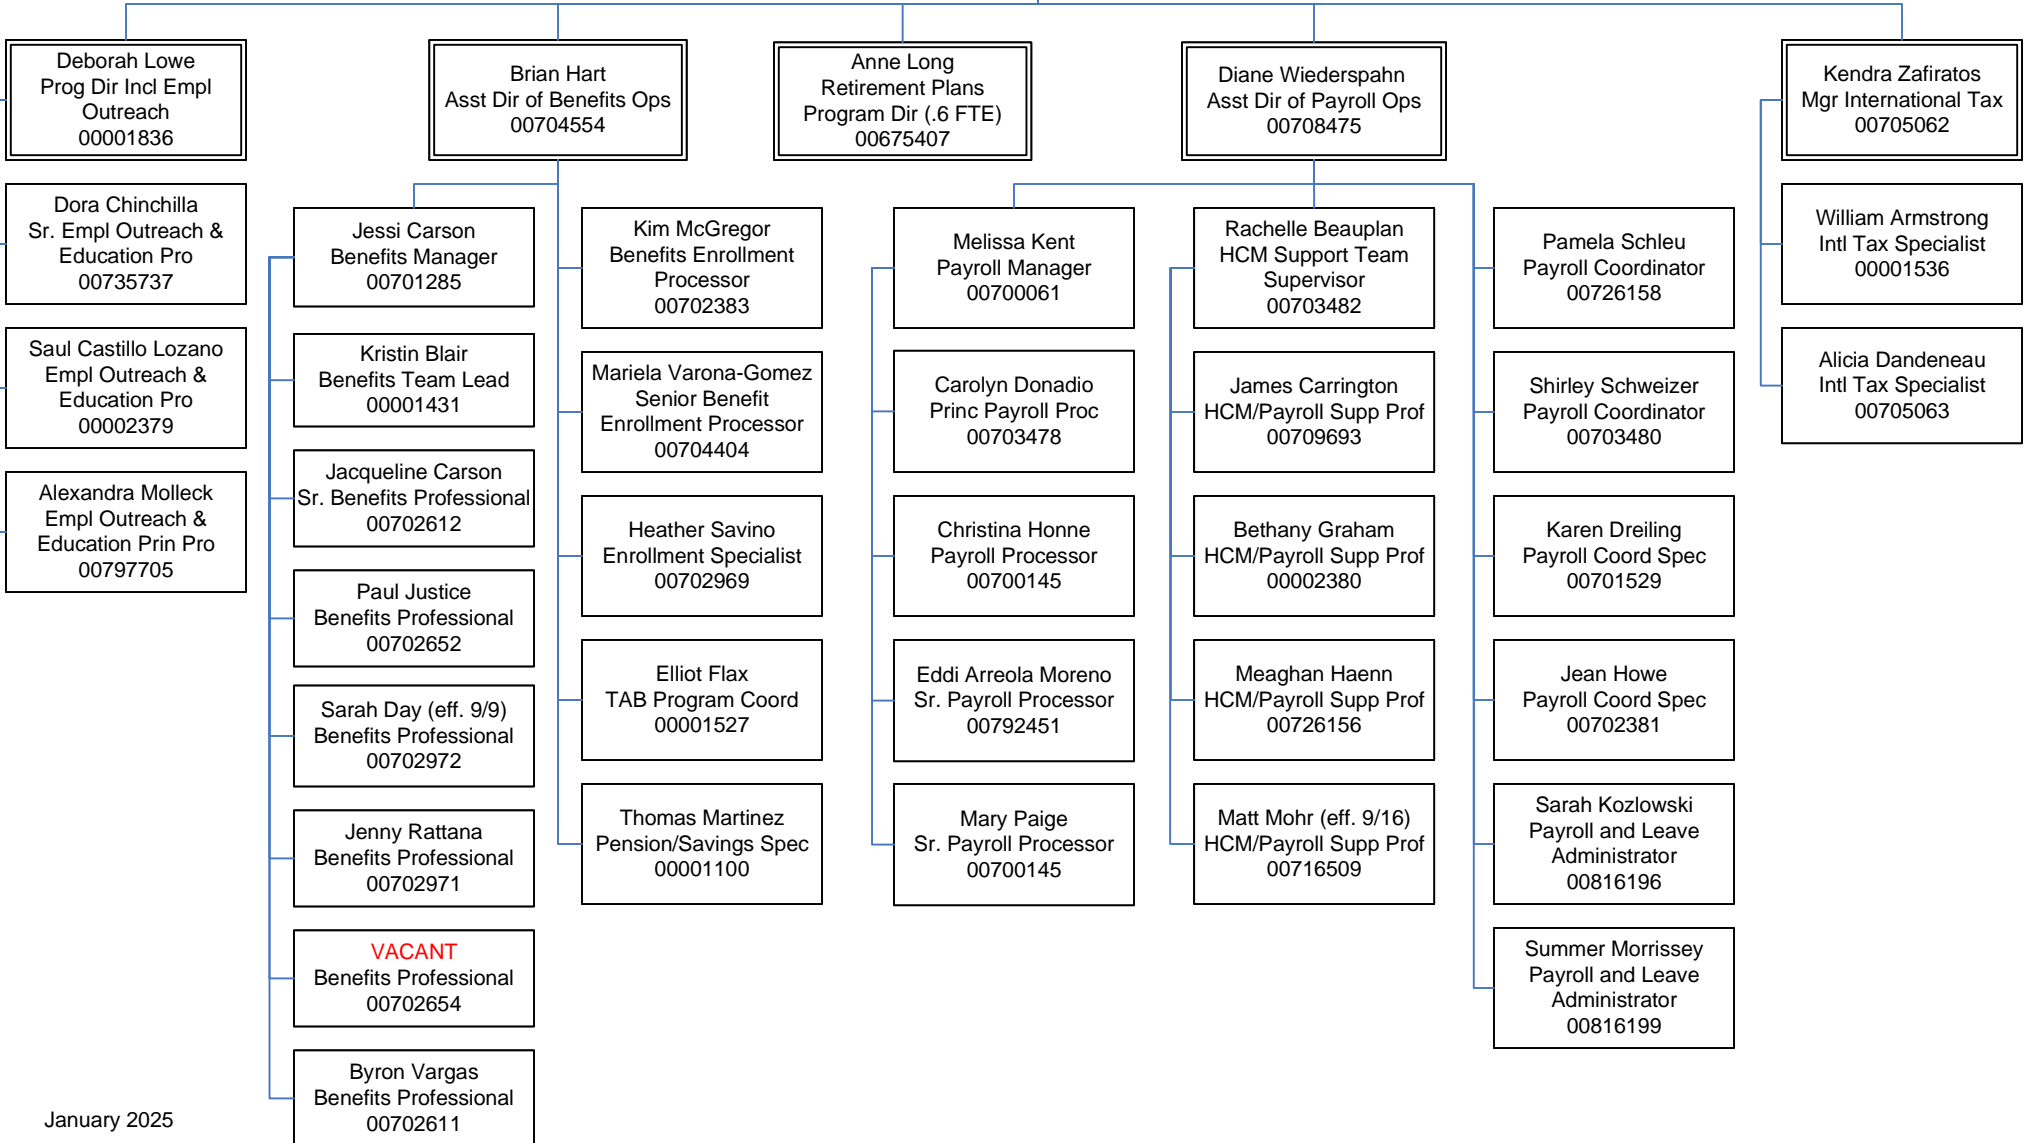 Deborah Lowe
Prog Dir Incl Empl
Outreach
00001836
Brian Hart
Asst Dir of Benefits Ops
00704554
Anne Long
Retirement Plans
Program Dir (.6 FTE)
00675407
Diane Wiederspahn
Asst Dir of Payroll Ops
00708475
Kendra Zafiratos
Mgr International Tax
00705062
Dora Chinchilla
Sr. Empl Outreach &
Education Pro
00735737
Saul Castillo Lozano
Empl Outreach &
Education Pro
00002379
Alexandra Molleck
Empl Outreach &
Education Prin Pro
00797705
Jessi Carson
Benefits Manager
00701285
Kristin Blair
Benefits Team Lead
00001431
Jacqueline Carson
Sr. Benefits Professional
00702612
Paul Justice
Benefits Professional
00702652
Sarah Day (eff. 9/9)
Benefits Professional
00702972
Jenny Rattana
Benefits Professional
00702971
VACANT
Benefits Professional
00702654
Byron Vargas
Benefits Professional
00702611
Kim McGregor
Benefits Enrollment
Processor
00702383
Mariela Varona-Gomez
Senior Benefit
Enrollment Processor
00704404
Heather Savino
Enrollment Specialist
00702969
Elliot Flax
TAB Program Coord
00001527
Thomas Martinez
Pension/Savings Spec
00001100
Melissa Kent
Payroll Manager
00700061
Carolyn Donadio
Princ Payroll Proc
00703478
Christina Honne
Payroll Processor
00700145
Eddi Arreola Moreno
Sr. Payroll Processor
00792451
Mary Paige
Sr. Payroll Processor
00700145
Rachelle Beauplan
HCM Support Team
Supervisor
00703482
James Carrington
HCM/Payroll Supp Prof
00709693
Bethany Graham
HCM/Payroll Supp Prof
00002380
Meaghan Haenn
HCM/Payroll Supp Prof
00726156
Matt Mohr (eff. 9/16)
HCM/Payroll Supp Prof
00716509
Pamela Schleu
Payroll Coordinator
00726158
Shirley Schweizer
Payroll Coordinator
00703480
Karen Dreiling
Payroll Coord Spec
00701529
Jean Howe
Payroll Coord Spec
00702381
Sarah Kozlowski
Payroll and Leave
Administrator
00816196
Summer Morrissey
Payroll and Leave
Administrator
00816199
William Armstrong
Intl Tax Specialist
00001536
Alicia Dandeneau
Intl Tax Specialist
00705063
January 2025